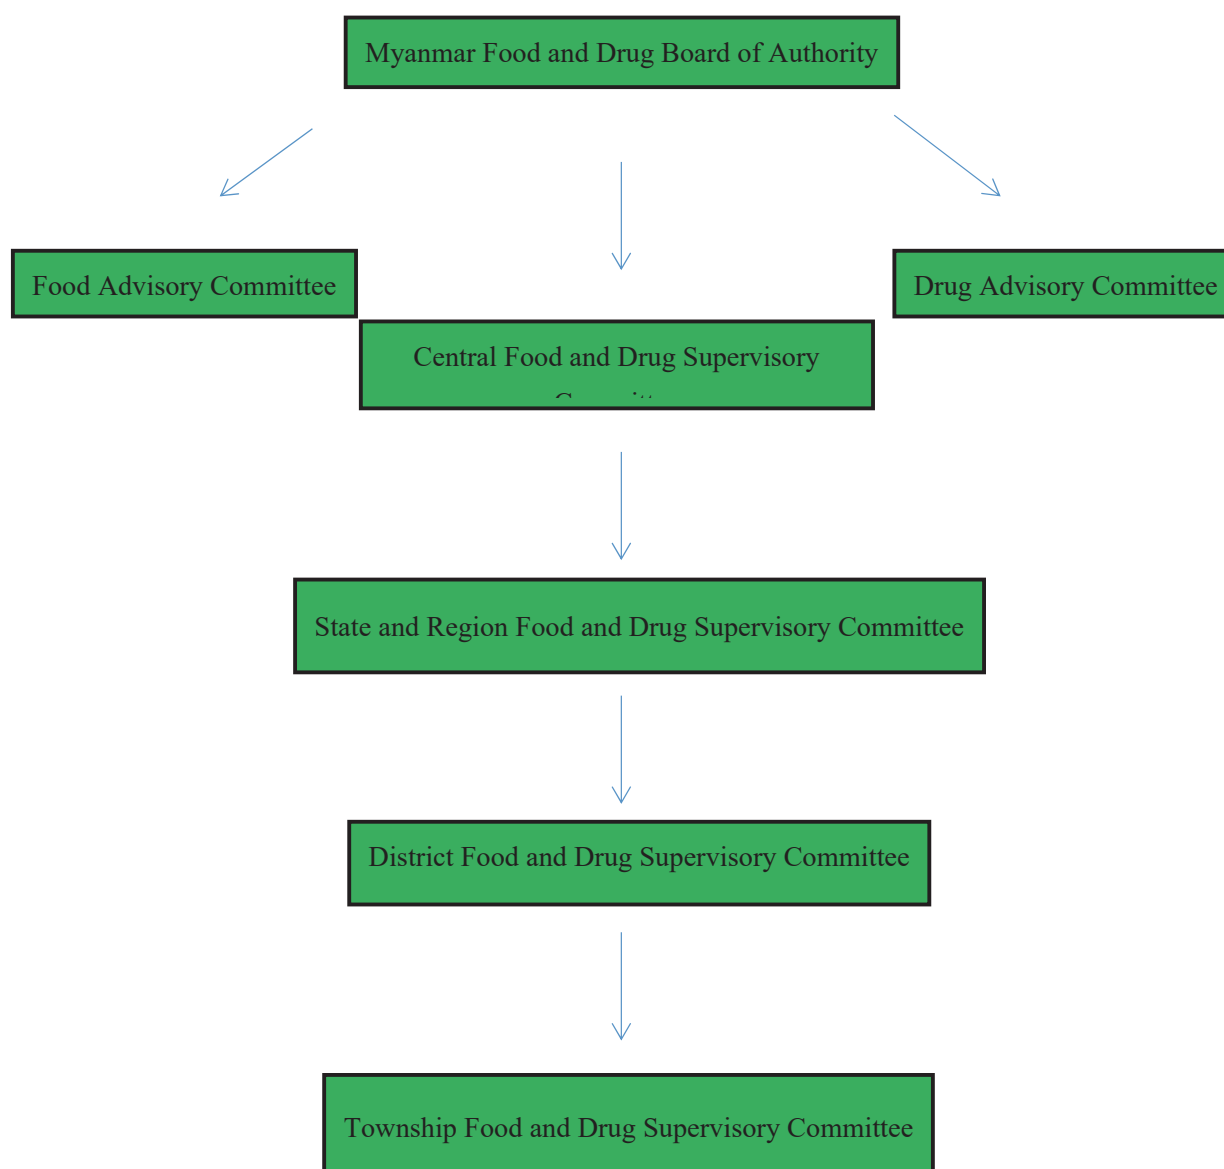 Myanmar Food and Drug Board of Authority
Food Advisory Committee
Drug Advisory Committee
Central Food and Drug Supervisory
State and Region Food and Drug Supervisory Committee
District Food and Drug Supervisory Committee
Township Food and Drug Supervisory Committee